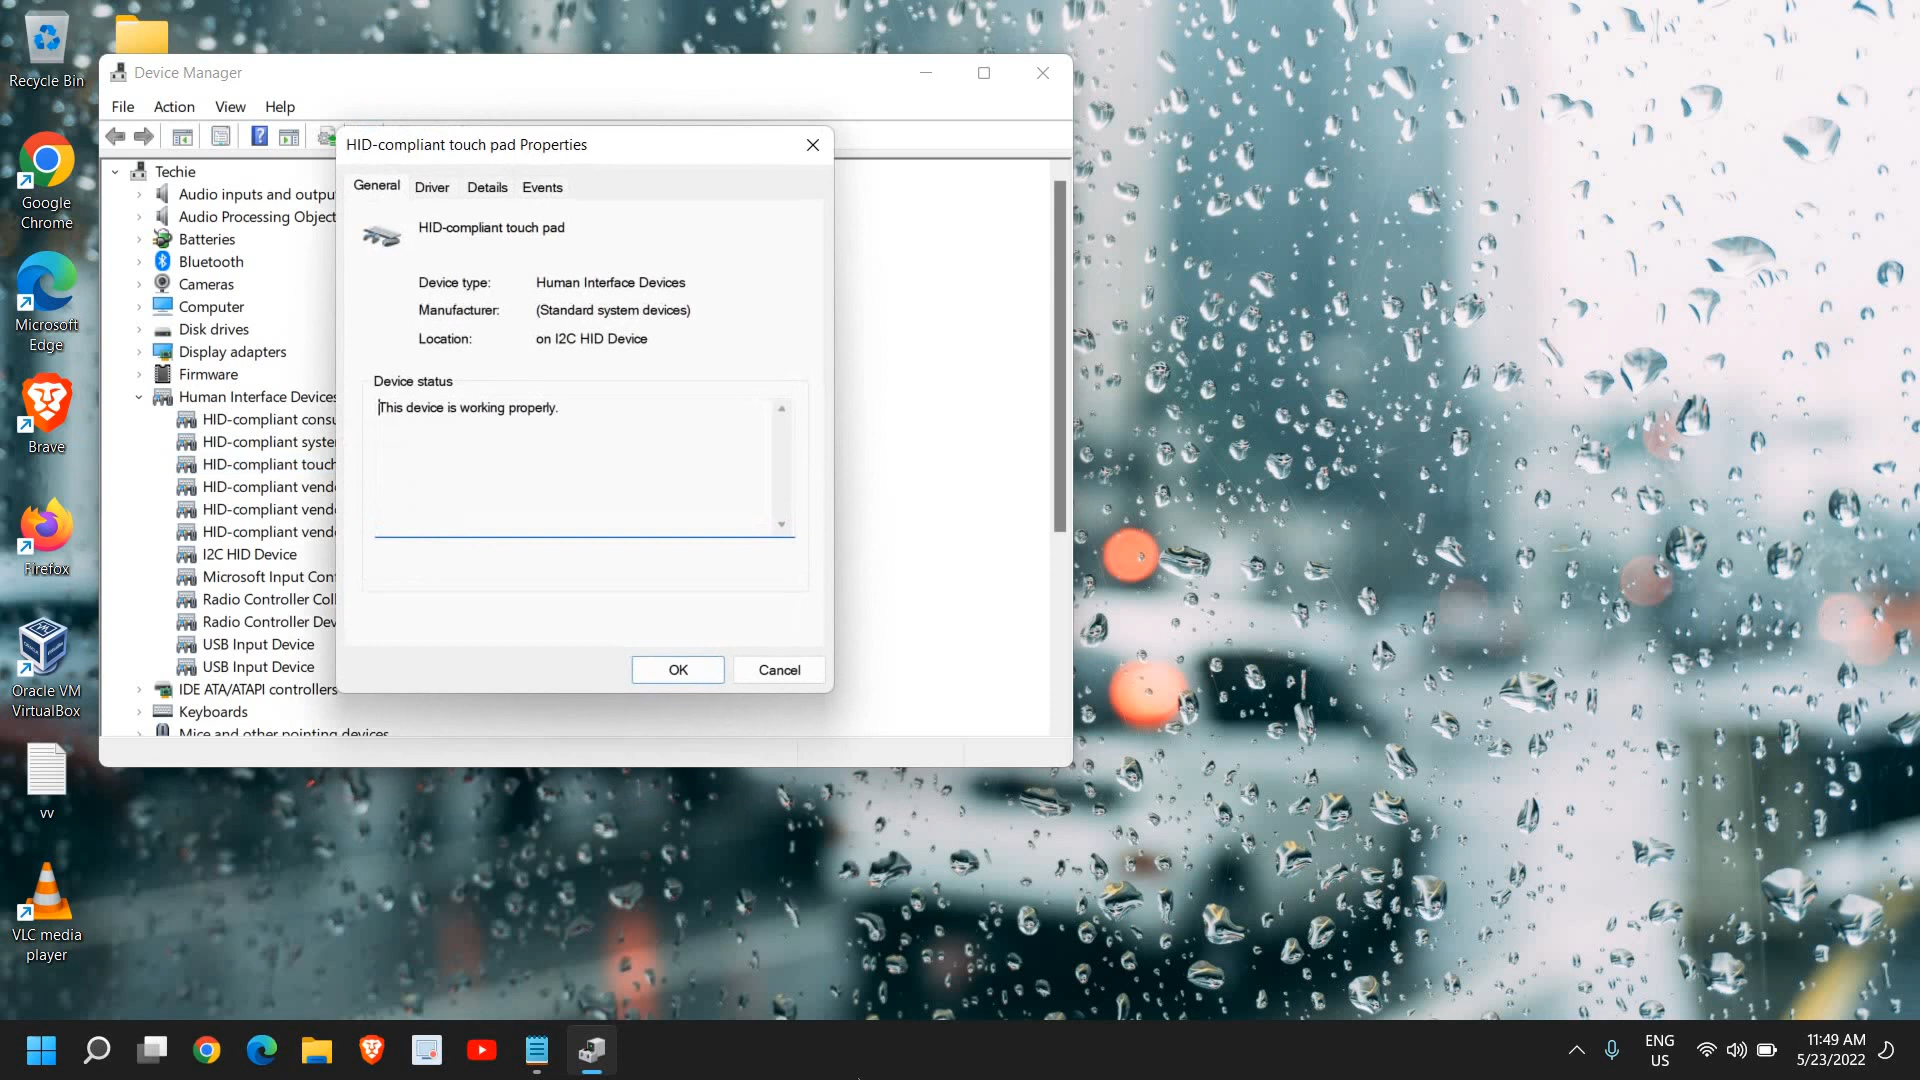 Recycle Bin
Google
Chrome
Microsoft
Edge
Brave
Firefox
Oracle VM
VirtualBox
vv
VLC media
player
Device Manager
File Action View Help
Techie
Audio inputs and outpu
Audio Processing Object
Batteries
Bluetooth
Cameras
Computer
Disk drives
Display adapters
Firmware
Human Interface Devices
HID-compliant consu
HID-compliant syste
HID-compliant touch
HID-compliant vend
HID-compliant vend
HID-compliant vend
I2C HID Device
Microsoft Input Con
Radio Controller Coll
Radio Controller Dev
USB Input Device
USB Input Device
IDE ATA/ATAPI controllers
Keyboards
Mice and other pointing devices
HID-compliant touch pad Properties
General Driver Details Events
HID-compliant touch pad
Device type: Human Interface Devices
Manufacturer: (Standard system devices)
Location: on I2C HID Device
Device status
This device is working properly.
OK Cancel
ENG
US
11:49 AM
5/23/2022